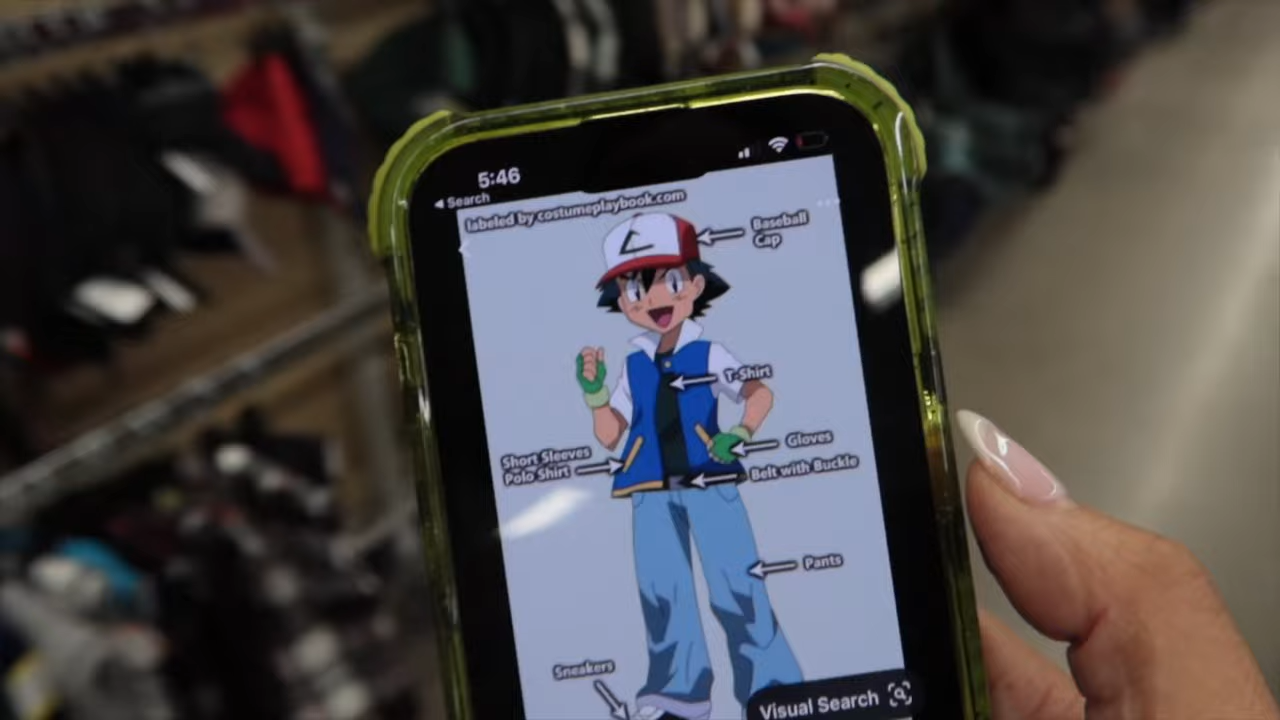 5:46
◀ Search
labeled by costumeplaybook.com
Baseball
Cap
T-Shirt
Gloves
Short Sleeves
Polo Shirt
Belt with Buckle
Pants
Sneakers
Visual Search